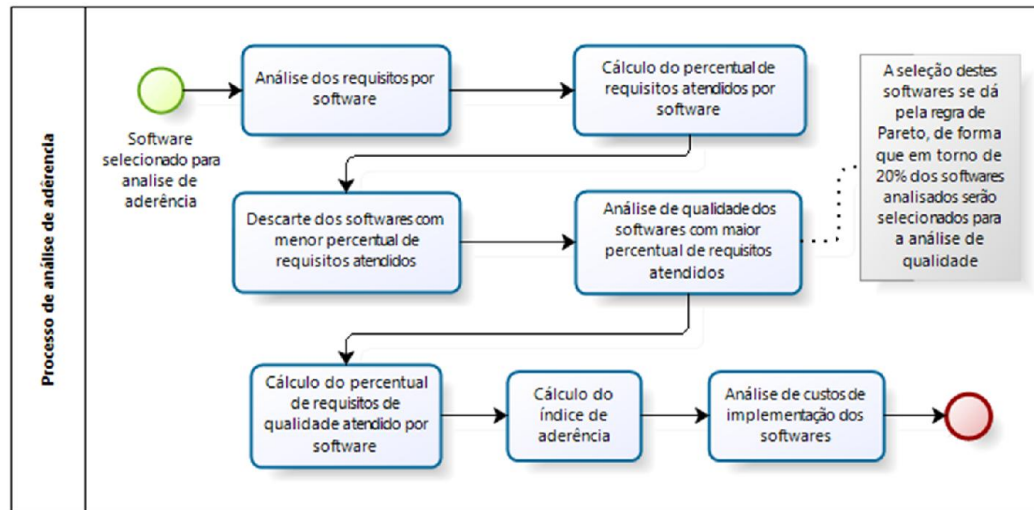 Processo de análise de adêrencia
Análise dos requisitos por
software
Cálculo do percentual de
requisitos atendidos por
software
A seleção destes
softwares se dá
pela regra de
Pareto, de forma
que em torno de
20% dos softwares
analisados serão
selecionados para
a análise de
qualidade
Software
selecionado para
analise de
aderência
Descarte dos softwares com
menor percentual de
requisitos atendidos
Análise de qualidade dos
softwares com maior
percentual de requisitos
atendidos
Cálculo do percentual
de requisitos de
qualidade atendido por
software
Cálculo do
índice de
aderência
Análise de custos de
implementação dos
softwares